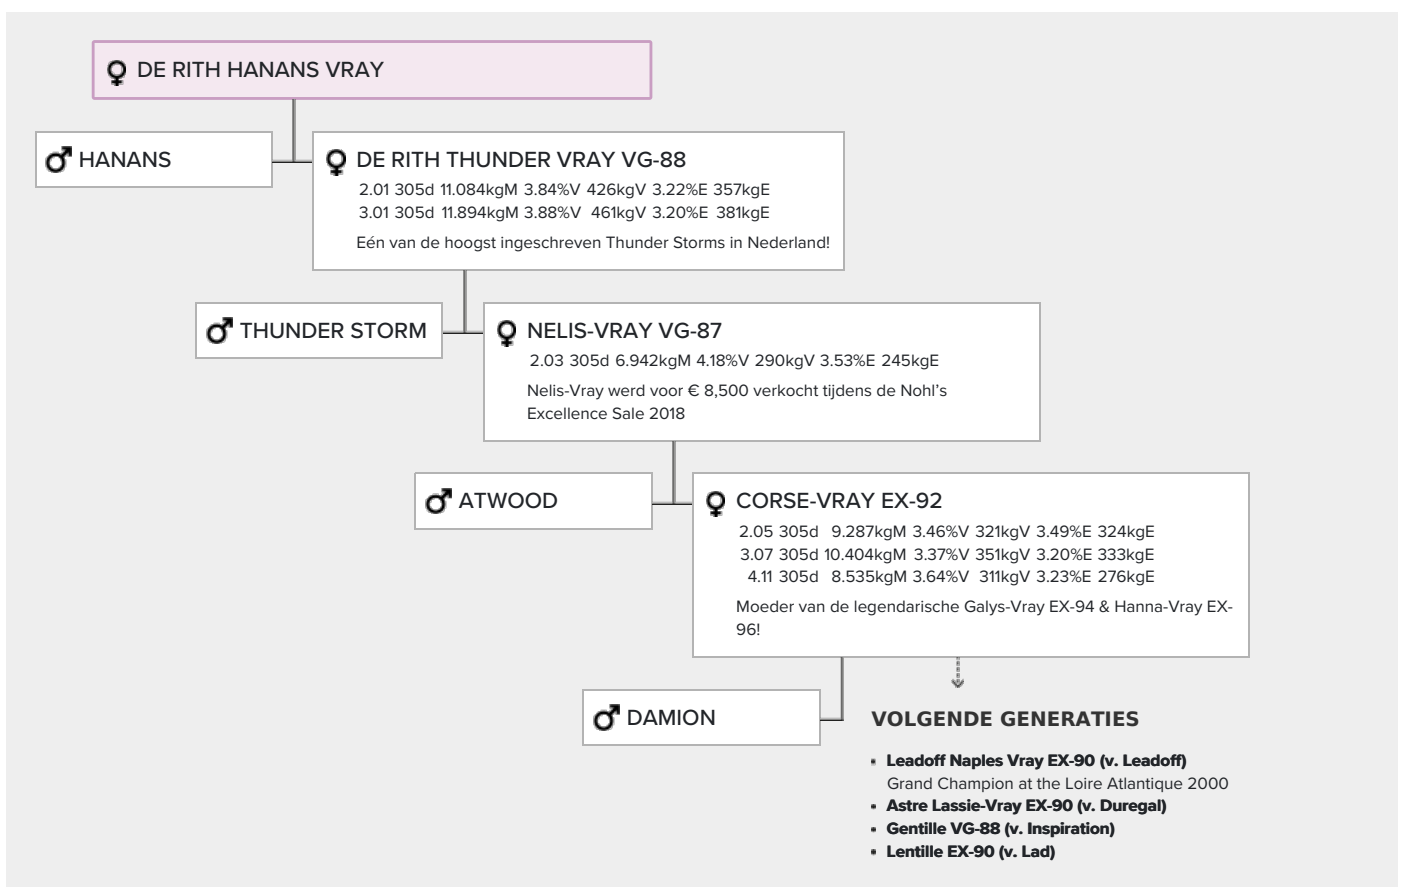 DE RITH HANANS VRAY
HANANS
DE RITH THUNDER VRAY VG-88
2.01 305d 11.084kgM 3.84%V 426kgV 3.22%E 357kgE
3.01 305d 11.894kgM 3.88%V 461kgV 3.20%E 381kgE
Eén van de hoogst ingeschreven Thunder Storms in Nederland!
THUNDER STORM
NELIS-VRAY VG-87
2.03 305d 6.942kgM 4.18%V 290kgV 3.53%E 245kgE
Nelis-Vray werd voor € 8,500 verkocht tijdens de Nohl's
Excellence Sale 2018
ATWOOD
CORSE-VRAY EX-92
2.05 305d 9.287kgM 3.46%V 321kgV 3.49%E 324kgE
3.07 305d 10.404kgM 3.37%V 351kgV 3.20%E 333kgE
4.11 305d 8.535kgM 3.64%V 311kgV 3.23%E 276kgE
Moeder van de legendarische Galys-Vray EX-94 & Hanna-Vray EX-
96!
DAMION
VOLGENDE GENERATIES
Leadoff Naples Vray EX-90 (v. Leadoff)
Grand Champion at the Loire Atlantique 2000
Astre Lassie-Vray EX-90 (v. Duregal)
Gentille VG-88 (v. Inspiration)
Lentille EX-90 (v. Lad)